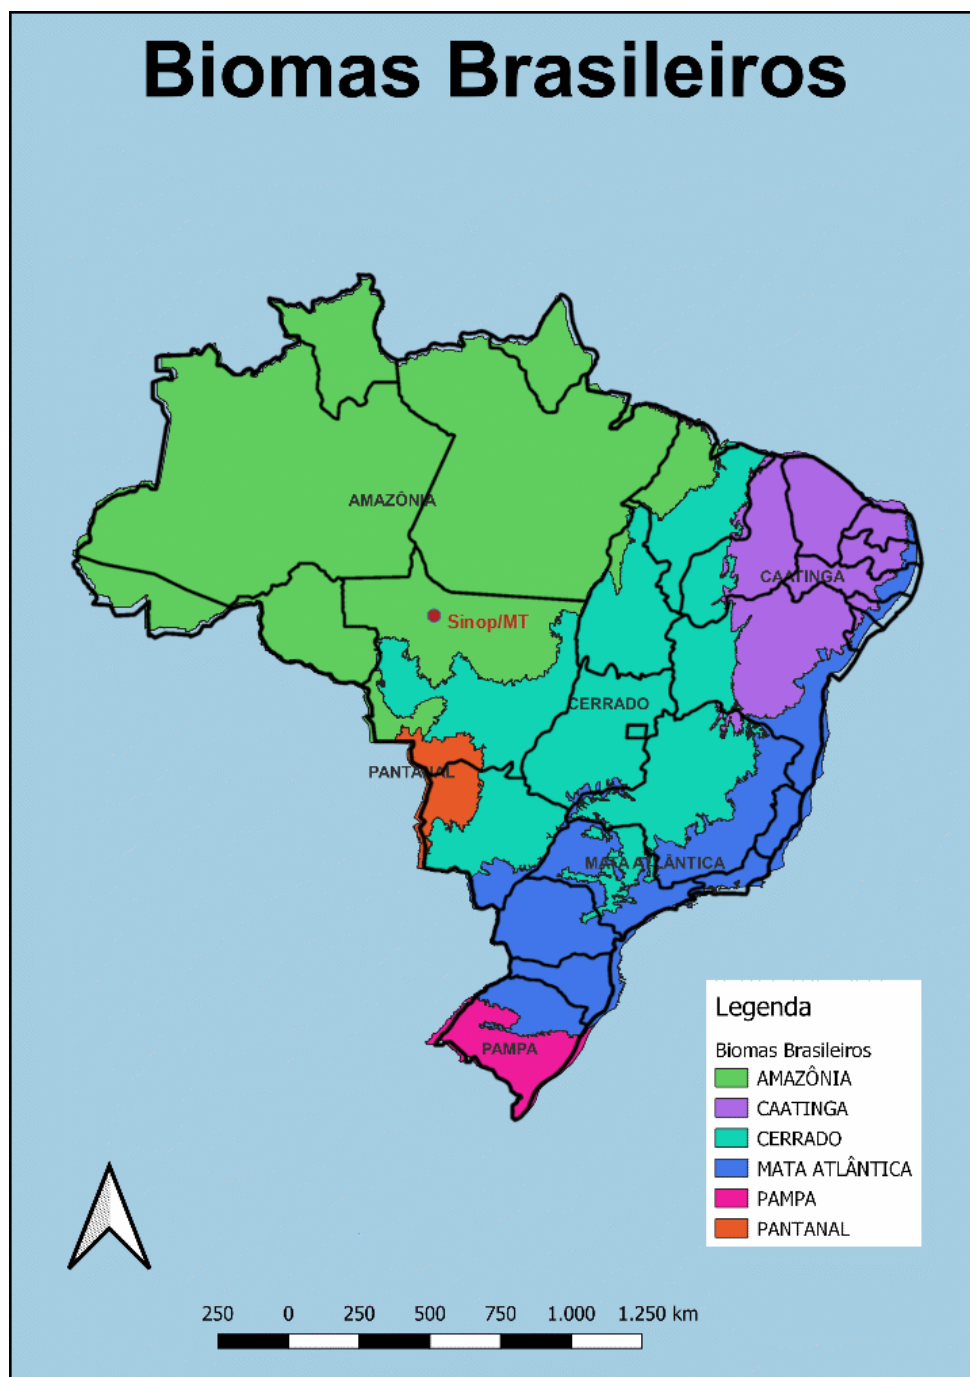 Biomas Brasileiros
AMAZÔNIA
CAATINGA
Sinop/MT
CERRADO
PANTANAL
MATA ATLÂNTICA
PAMPA
Legenda
Biomas Brasileiros
AMAZÔNIA
CAATINGA
CERRADO
MATA ATLÂNTICA
PAMPA
PANTANAL
250 0 250 500 750 1.000 1.250 km